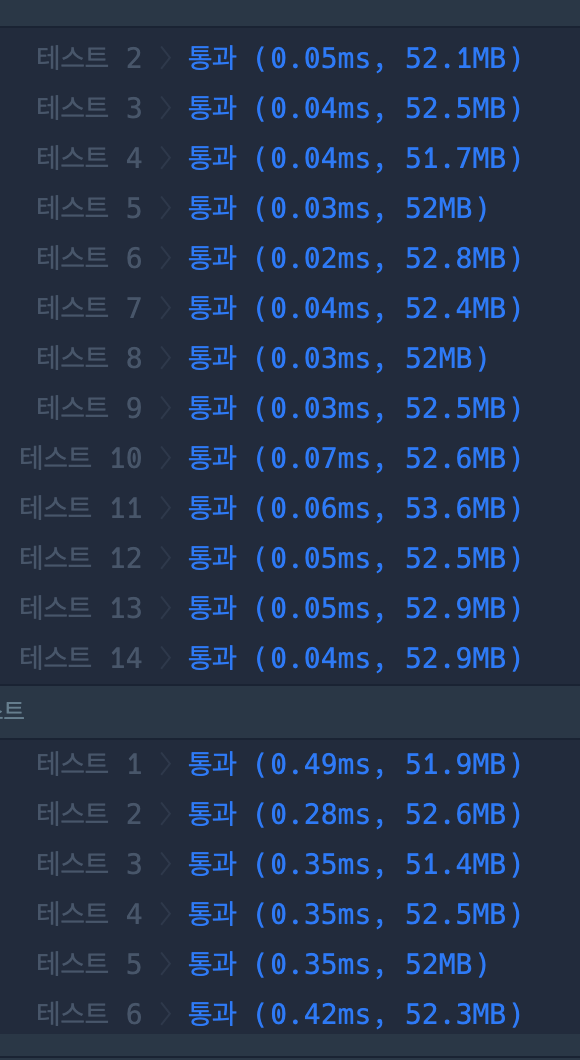 테스트 2 〉 통과 (0.05ms, 52.1MB)
테스트 3 〉 통과 (0.04ms, 52.5MB)
테스트 4 〉 통과 (0.04ms, 51.7MB)
테스트 5 〉 통과 (0.03ms, 52MB)
테스트 6 〉 통과 (0.02ms, 52.8MB)
테스트 7 〉 통과 (0.04ms, 52.4MB)
테스트 8 〉 통과 (0.03ms, 52MB)
테스트 9 〉 통과 (0.03ms, 52.5MB)
테스트 10 〉 통과 (0.07ms, 52.6MB)
테스트 11 〉 통과 (0.06ms, 53.6MB)
테스트 12 〉 통과 (0.05ms, 52.5MB)
테스트 13 〉 통과 (0.05ms, 52.9MB)
테스트 14 〉 통과 (0.04ms, 52.9MB)
트
테스트 1 〉 통과 (0.49ms, 51.9MB)
테스트 2 〉 통과 (0.28ms, 52.6MB)
테스트 3 〉 통과 (0.35ms, 51.4MB)
테스트 4 〉 통과 (0.35ms, 52.5MB)
테스트 5 〉 통과 (0.35ms, 52MB)
테스트 6 〉 통과 (0.42ms, 52.3MB)